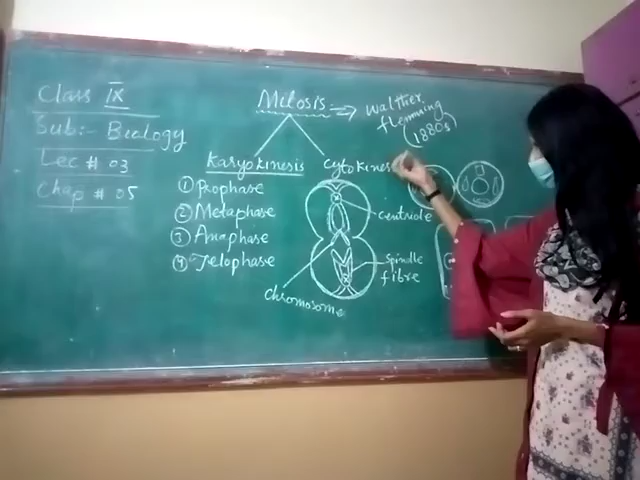 Class IX
Sub:- Biology
Lec # 03
Chap # 05
Mitosis ⇒ Walther
flemming
(1880s)
Karyokinesis
① Prophase
② Metaphase
③ Anaphase
④ Telophase
centriole
spindle
fibre
chromosome